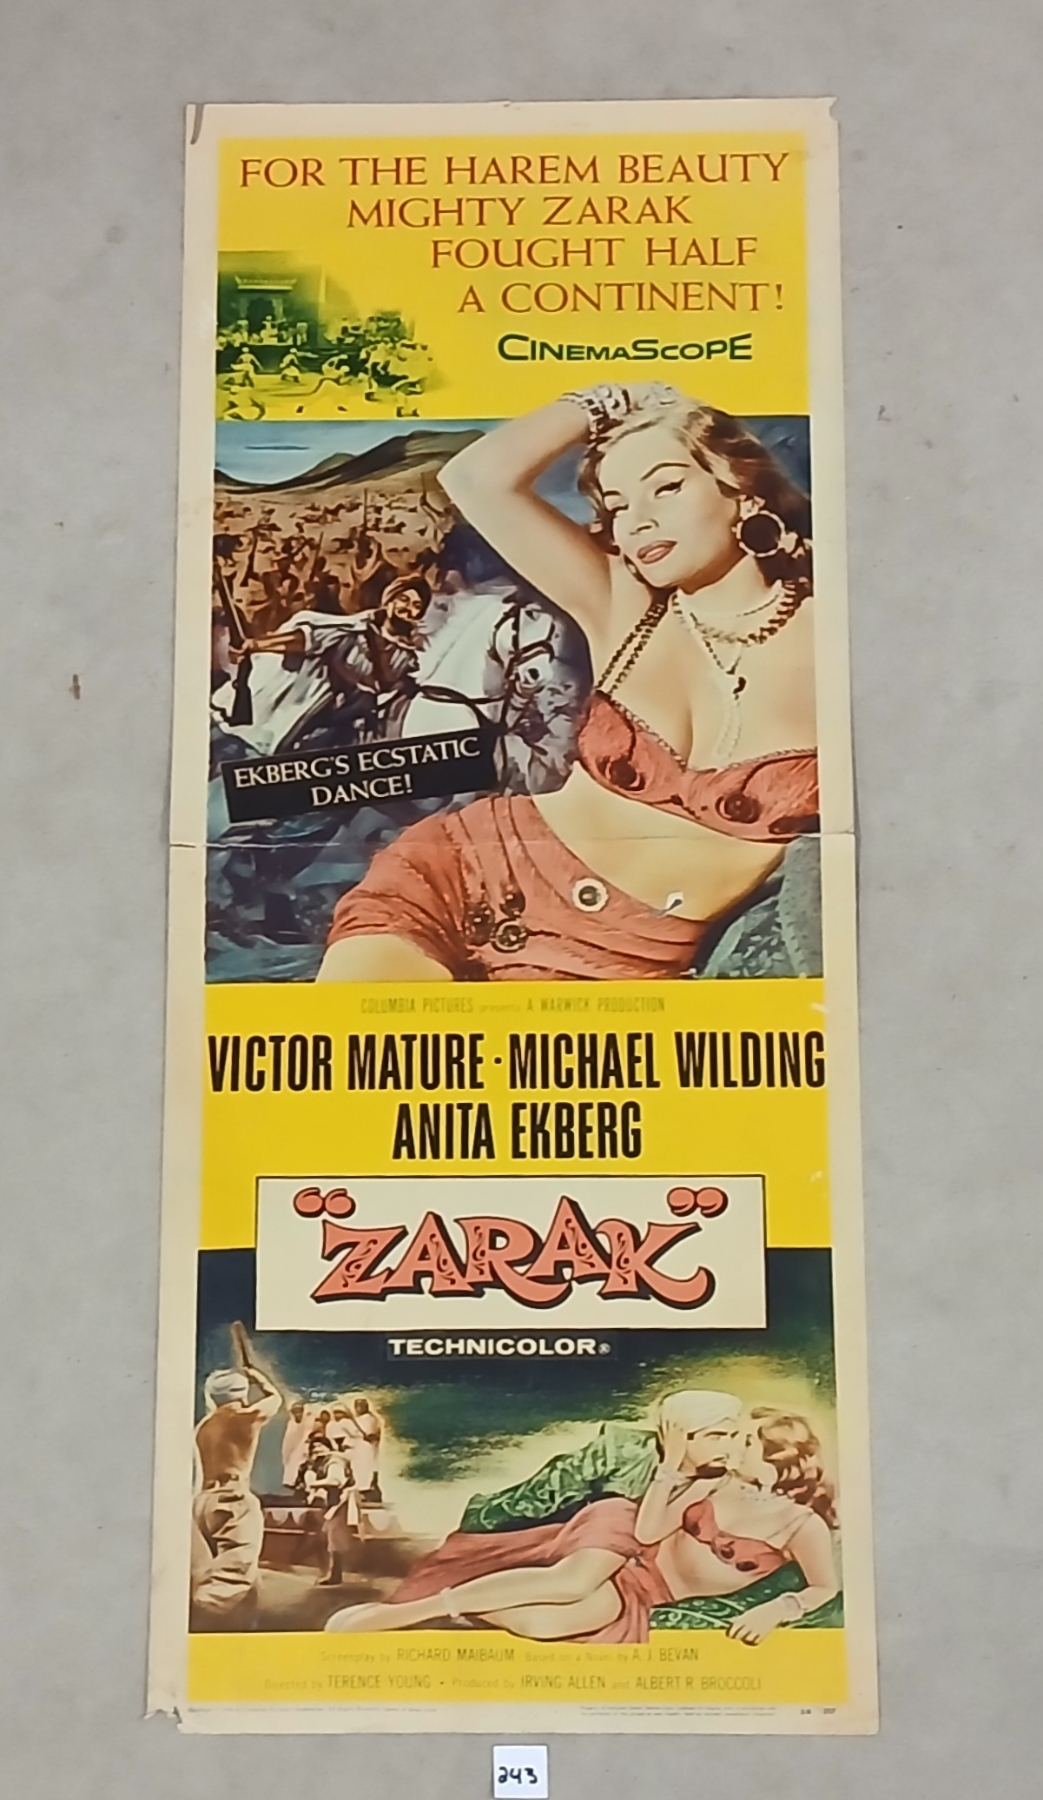 FOR THE HAREM BEAUTY
MIGHTY ZARAK
FOUGHT HALF
A CONTINENT!
CINEMASCOPE
EKBERG'S ECSTATIC
DANCE!
COLUMBIA PICTURES presents A WARWICK PRODUCTION
VICTOR MATURE · MICHAEL WILDING
ANITA EKBERG
"ZARAK"
TECHNICOLOR®
Screenplay by RICHARD MAIBAUM Based on a Novel by A. J. BEVAN
Directed by TERENCE YOUNG • Produced by IRVING ALLEN and ALBERT R. BROCCOLI
243